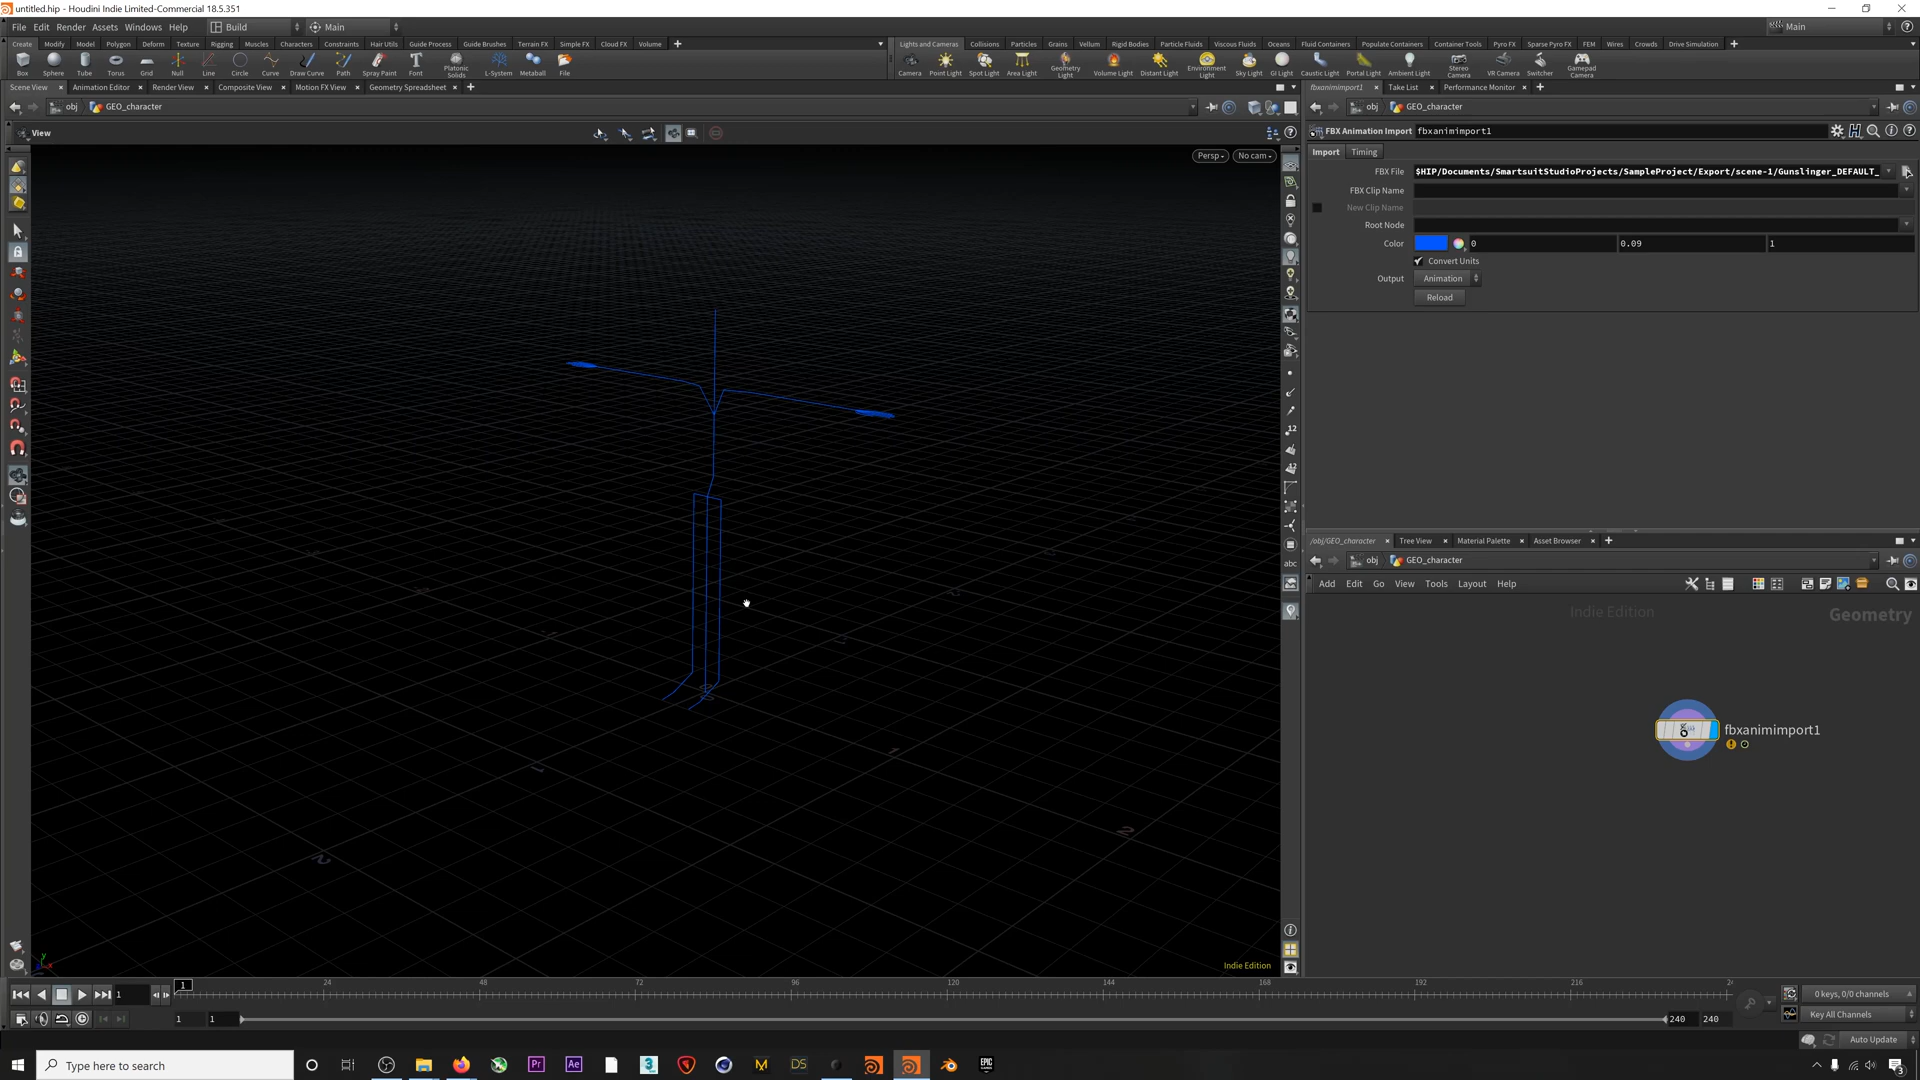 untitled.hip - Houdini Indie Limited-Commercial 18.5.351
File Edit Render Assets Windows Help Build Main Main
Create Modify Model Polygon Deform Texture Rigging Muscles Characters Constraints Hair Utils Guide Process Guide Brushes Terrain FX Simple FX Cloud FX Volume
Lights and Cameras Collisions Particles Grains Vellum Rigid Bodies Particle Fluids Viscous Fluids Oceans Fluid Containers Populate Containers Container Tools Pyro FX Sparse Pyro FX FEM Wires Crowds Drive Simulation
Box Sphere Tube Torus Grid Null Line Circle Curve Draw Curve Path Spray Paint Font Platonic Solids L-System Metaball File
Camera Point Light Spot Light Area Light Geometry Light Volume Light Distant Light Environment Light Sky Light GI Light Caustic Light Portal Light Ambient Light Stereo Camera VR Camera Switcher Gamepad Camera
Scene View Animation Editor Render View Composite View Motion FX View Geometry Spreadsheet
fbxanimimport1 Take List Performance Monitor
obj GEO_character
obj GEO_character
View
FBX Animation Import fbxanimimport1
Persp No cam
Import Timing
FBX File $HIP/Documents/SmartsuitStudioProjects/SampleProject/Export/scene-1/Gunslinger_DEFAULT_
FBX Clip Name
New Clip Name
Root Node
Color 0 0.09 1
Convert Units
Output Animation
Reload
12
abc
/obj/GEO_character Tree View Material Palette Asset Browser
obj GEO_character
Add Edit Go View Tools Layout Help
Indie Edition Geometry
fbxanimimport1
2
Indie Edition
1 1 24 48 72 96 120 144 168 192 216
0 keys, 0/0 channels
1 1 240 240 Key All Channels
Auto Update
Type here to search
Pr Ae 3 M DS EPIC GAMES 3